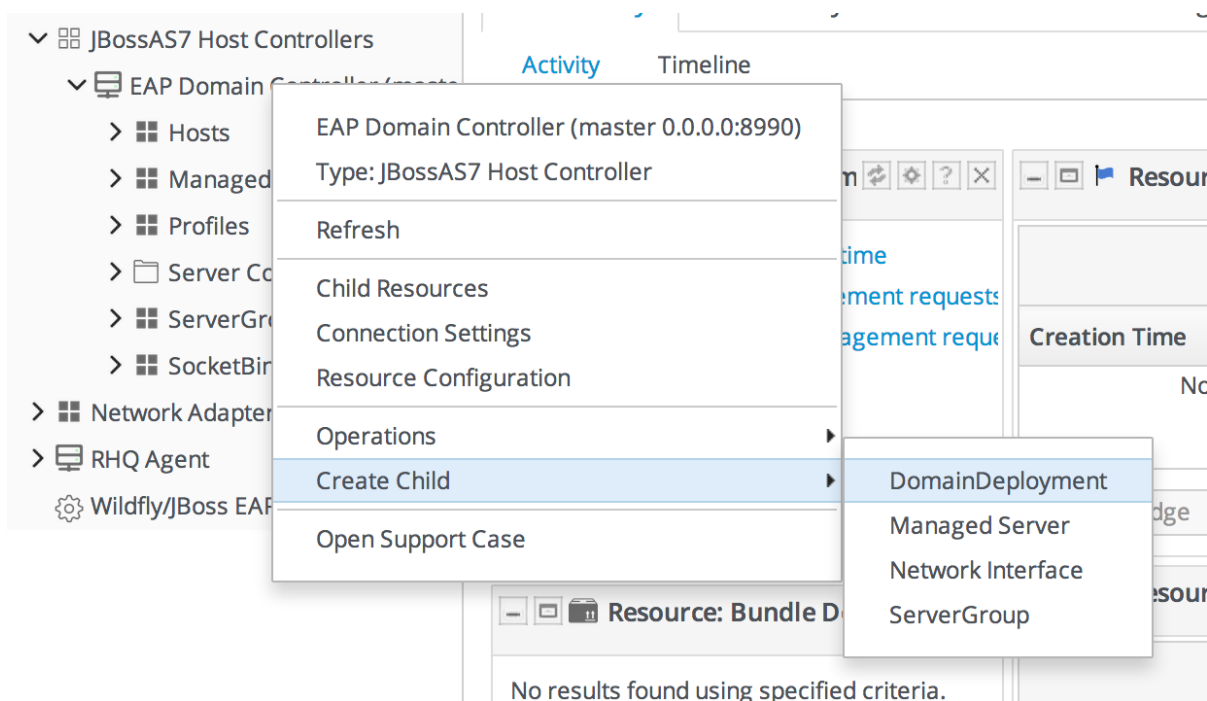 JBossAS7 Host Controllers
EAP Domain
Hosts
Managed
Profiles
Server
ServerGr
SocketBin
Network Adapter
RHQ Agent
Wildfly/JBoss EAP
Activity
Timeline
EAP Domain Controller (master 0.0.0.0:8990)
Type: JBossAS7 Host Controller
Refresh
Child Resources
Connection Settings
Resource Configuration
Operations
Create Child
Open Support Case
DomainDeployment
Managed Server
Network Interface
ServerGroup
time
ement requests
agement reque
Resour
Creation Time
No
dge
esour
Resource: Bundle D
No results found using specified criteria.